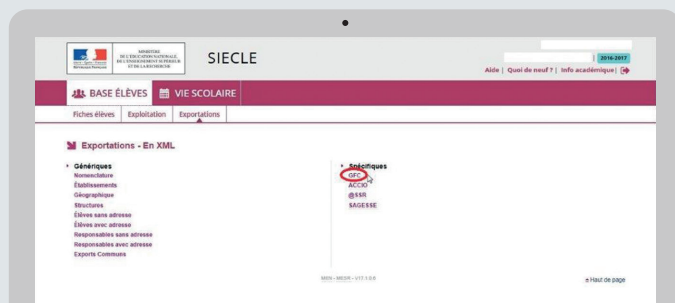 MINISTÈRE
DE L'ÉDUCATION NATIONALE,
DE L'ENSEIGNEMENT SUPÉRIEUR
ET DE LA RECHERCHE
SIECLE
2016-2017
Aide | Quoi de neuf ? | Info académique |
BASE ÉLÈVES
VIE SCOLAIRE
Fiches élèves
Exploitation
Exportations
Exportations - En XML
Génériques
Nomenclature
Établissements
Géographique
Structures
Élèves sans adresse
Élèves avec adresse
Responsables sans adresse
Responsables avec adresse
Exports Communs
Spécifiques
GFC
ACCIO
@SSR
SAGESSE
Haut de page